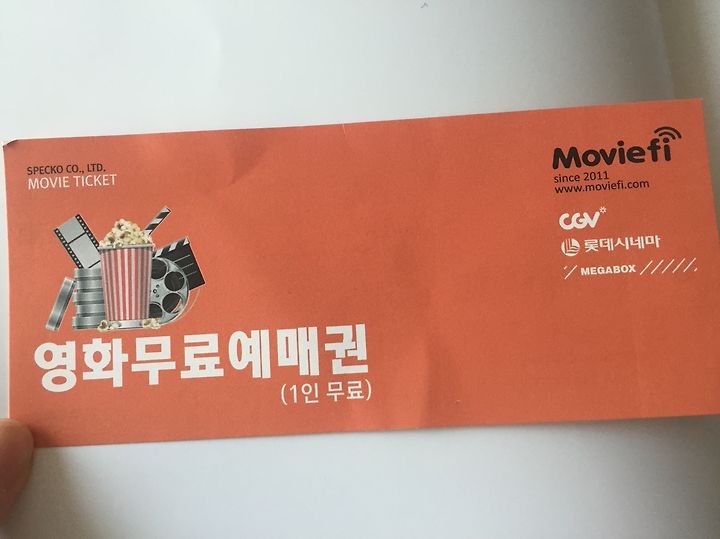 SPECKO CO., LTD.
MOVIE TICKET
영화무료예매권
(1인 무료)
Moviefi
since 2011
www.moviefi.com
CGV
롯데시네마
MEGABOX